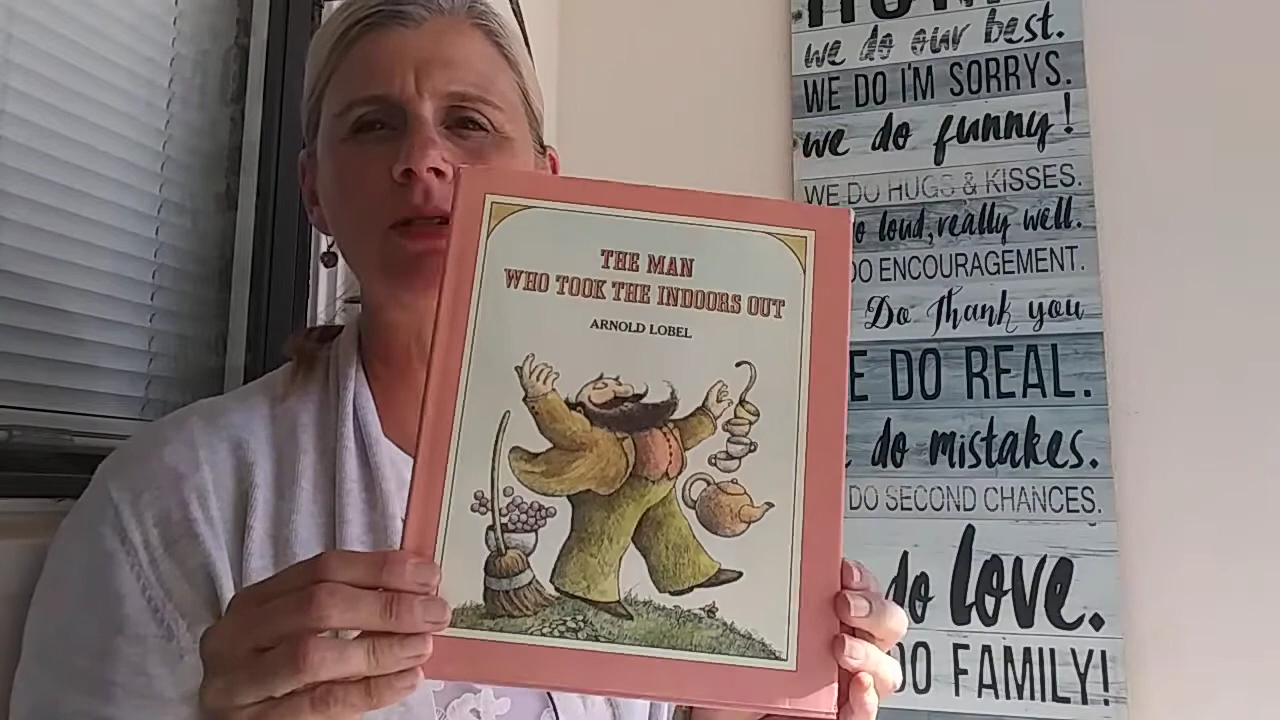 THE MAN
WHO TOOK THE INDOORS OUT
ARNOLD LOBEL
we do our best.
WE DO I'M SORRYS.
we do funny!
WE DO HUGS & KISSES.
loud, really well.
DO ENCOURAGEMENT.
Do Thank you
DO REAL.
do mistakes.
DO SECOND CHANCES.
do love.
DO FAMILY!